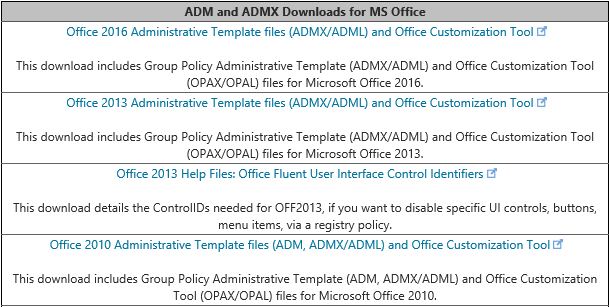 ADM and ADMX Downloads for MS Office
Office 2016 Administrative Template files (ADMX/ADML) and Office Customization Tool
This download includes Group Policy Administrative Template (ADMX/ADML) and Office Customization Tool
(OPAX/OPAL) files for Microsoft Office 2016.
Office 2013 Administrative Template files (ADMX/ADML) and Office Customization Tool
This download includes Group Policy Administrative Template (ADMX/ADML) and Office Customization Tool
(OPAX/OPAL) files for Microsoft Office 2013.
Office 2013 Help Files: Office Fluent User Interface Control Identifiers
This download details the ControlIDs needed for OFF2013, if you want to disable specific UI controls, buttons,
menu items, via a registry policy.
Office 2010 Administrative Template files (ADM, ADMX/ADML) and Office Customization Tool
This download includes Group Policy Administrative Template (ADM, ADMX/ADML) and Office Customization
Tool (OPAX/OPAL) files for Microsoft Office 2010.